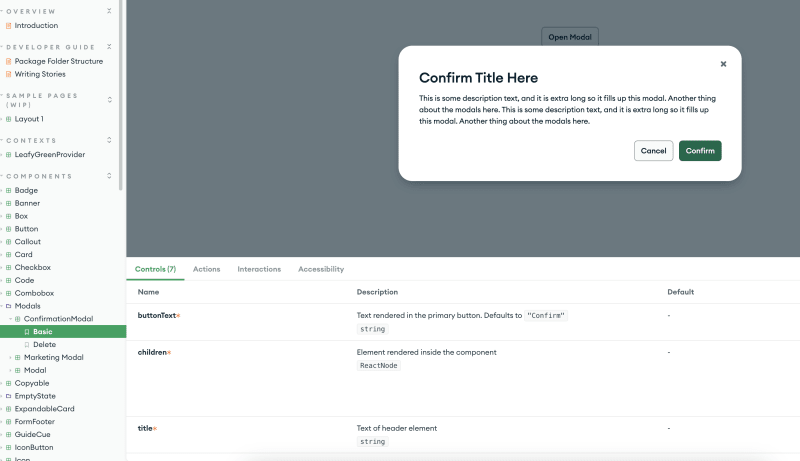 OVERVIEW
Introduction
DEVELOPER GUIDE
Package Folder Structure
Writing Stories
SAMPLE PAGES
(WIP)
Layout 1
CONTEXTS
LeafyGreenProvider
COMPONENTS
Badge
Banner
Box
Button
Callout
Card
Checkbox
Code
Combobox
Modals
ConfirmationModal
Basic
Delete
Marketing Modal
Modal
Copyable
EmptyState
ExpandableCard
FormFooter
GuideCue
IconButton
Icon
Open Modal
Confirm Title Here
This is some description text, and it is extra long so it fills up this modal. Another thing
about the modals here. This is some description text, and it is extra long so it fills up
this modal. Another thing about the modals here.
Cancel Confirm
Controls (7) Actions Interactions Accessibility
Name Description Default
buttonText* Text rendered in the primary button. Defaults to "Confirm" -
string
children* Element rendered inside the component -
ReactNode
title* Text of header element -
string